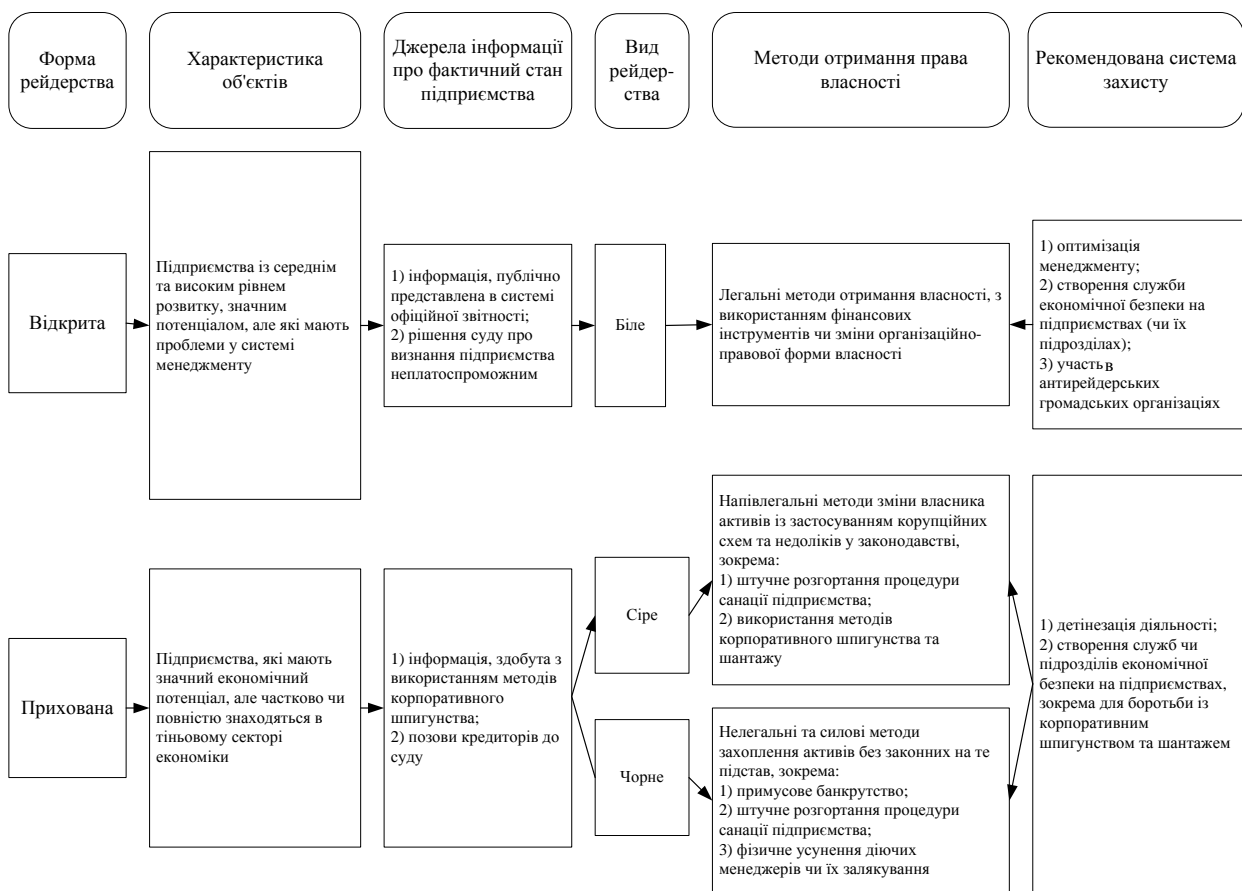 Форма
рейдерства
Характеристика
об'єктів
Джерела інформації
про фактичний стан
підприємства
Вид
рейдер-
ства
Методи отримання права
власності
Рекомендована система
захисту
Відкрита
Підприємства із середнім
та високим рівнем
розвитку, значним
потенціалом, але які мають
проблеми у системі
менеджменту
1) інформація, публічно
представлена в системі
офіційної звітності;
2) рішення суду про
визнання підприємства
неплатоспроможним
Біле
Легальні методи отримання власності, з
використанням фінансових
інструментів чи зміни організаційно-
правової форми власності
1) оптимізація
менеджменту;
2) створення служби
економічної безпеки на
підприємствах (чи їх
підрозділах);
3) участь в
антирейдерських
громадських організаціях
Прихована
Підприємства, які мають
значний економічний
потенціал, але частково чи
повністю знаходяться в
тіньовому секторі
економіки
1) інформація, здобута з
використанням методів
корпоративного
шпигунства;
2) позови кредиторів до
суду
Сіре
Напівлегальні методи зміни власника
активів із застосуванням корупційних
схем та недоліків у законодавстві,
зокрема:
1) штучне розгортання процедури
санації підприємства;
2) використання методів
корпоративного шпигунства та
шантажу
Чорне
Нелегальні та силові методи
захоплення активів без законних на те
підстав, зокрема:
1) примусове банкрутство;
2) штучне розгортання процедури
санації підприємства;
3) фізичне усунення діючих
менеджерів чи їх залякування
1) детінезація діяльності;
2) створення служб чи
підрозділів економічної
безпеки на підприємствах,
зокрема для боротьби із
корпоративним
шпигунством та шантажем